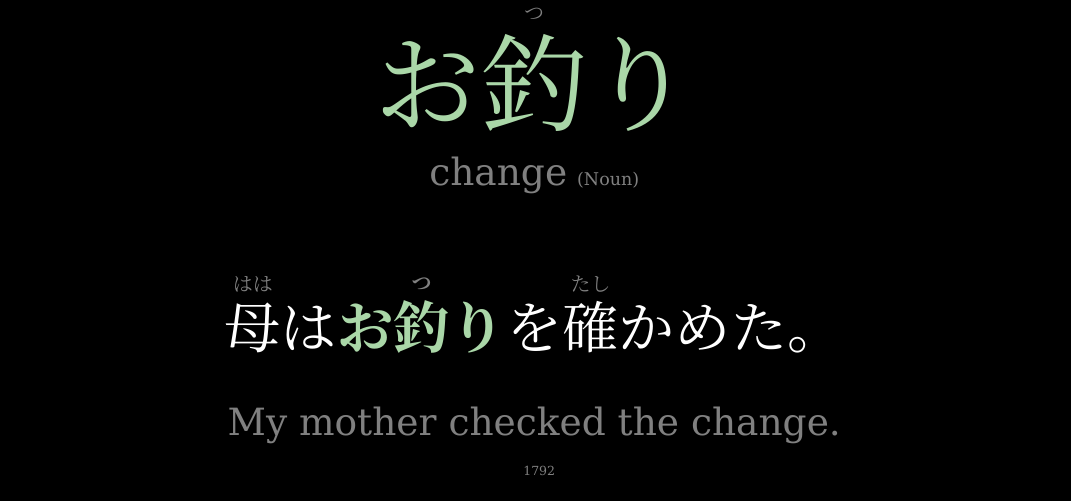 つ
お釣り
change (Noun)
はは つ たし
母はお釣りを確かめた。
My mother checked the change.
1792